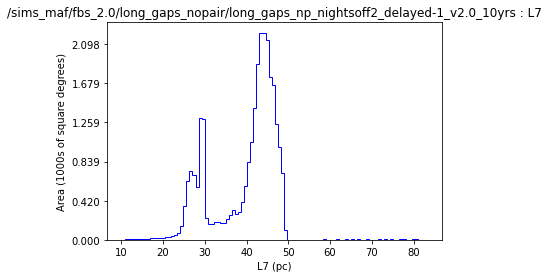 /sims_maf/fbs_2.0/long_gaps_nopair/long_gaps_np_nightsoff2_delayed-1_v2.0_10yrs : L7
2.098
1.679
1.259
0.839
0.420
0.000
Area (1000s of square degrees)
10 20 30 40 50 60 70 80
L7 (pc)